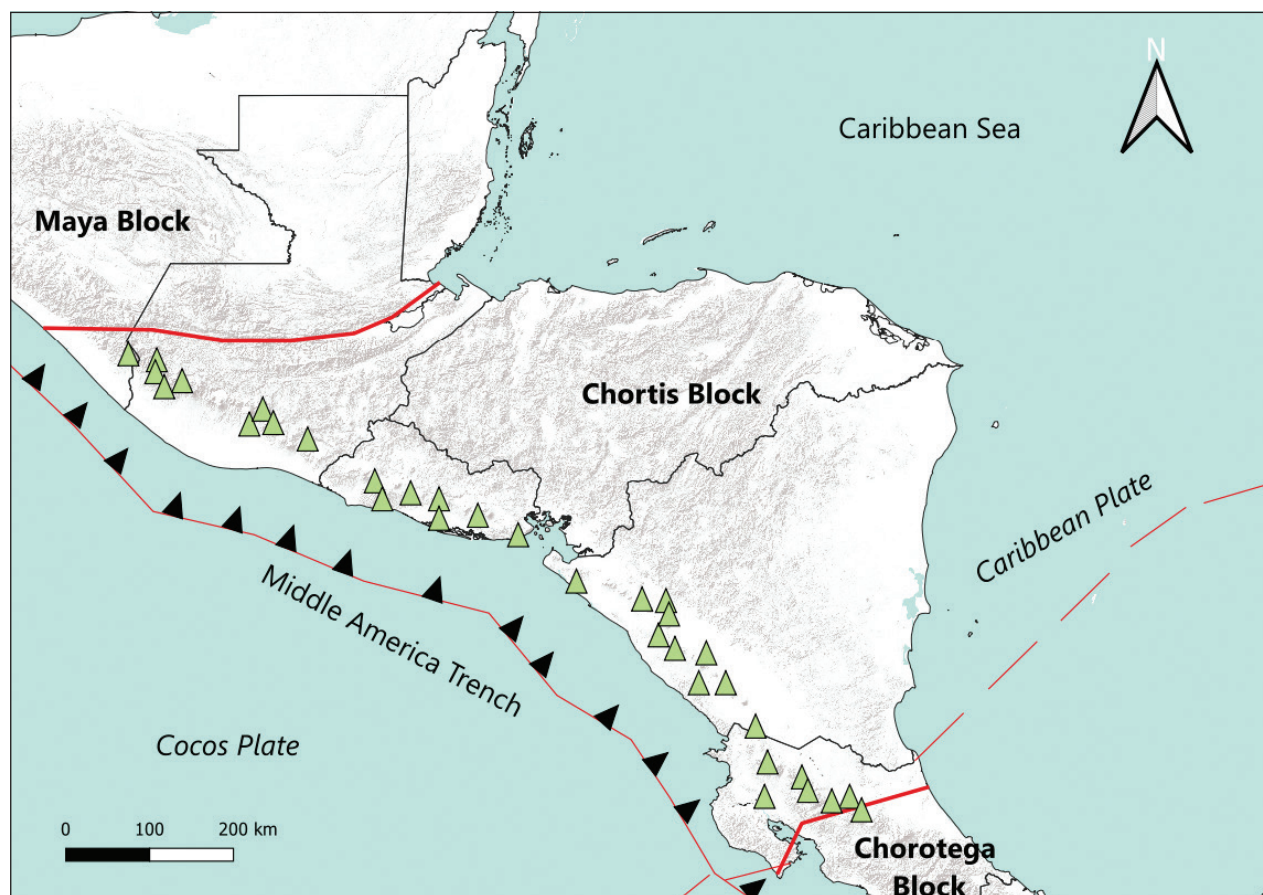 N
Caribbean Sea
Maya Block
Chortis Block
Caribbean Plate
Middle America Trench
Cocos Plate
0 100 200 km
Chorotega
Block